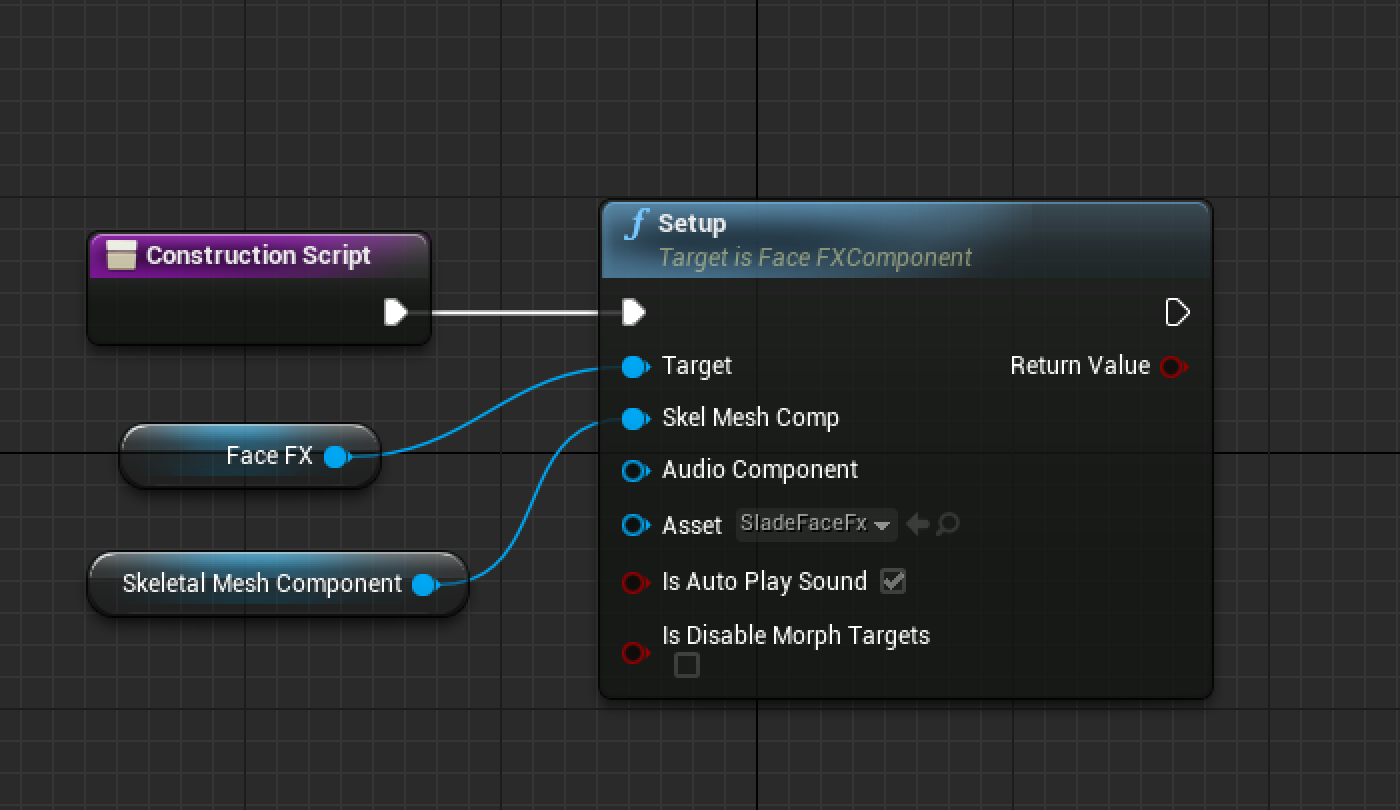 Construction Script
Setup
Target is Face FXComponent
Target
Return Value
Skel Mesh Comp
Face FX
Audio Component
Asset SladeFaceFx
Skeletal Mesh Component
Is Auto Play Sound
Is Disable Morph Targets